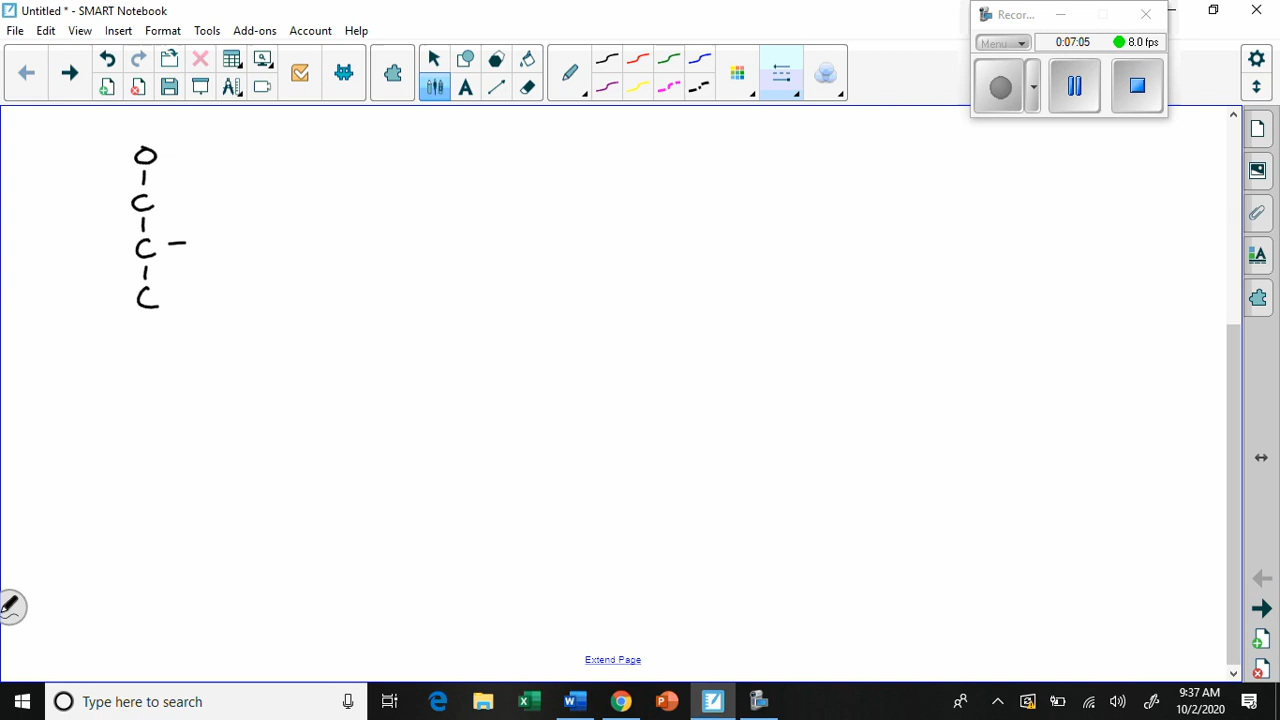 Untitled * - SMART Notebook
Recor...
File Edit View Insert Format Tools Add-ons Account Help
Menu 0:07:05 8.0 fps
O
C
C –
C
Extend Page
Type here to search
9:37 AM
10/2/2020